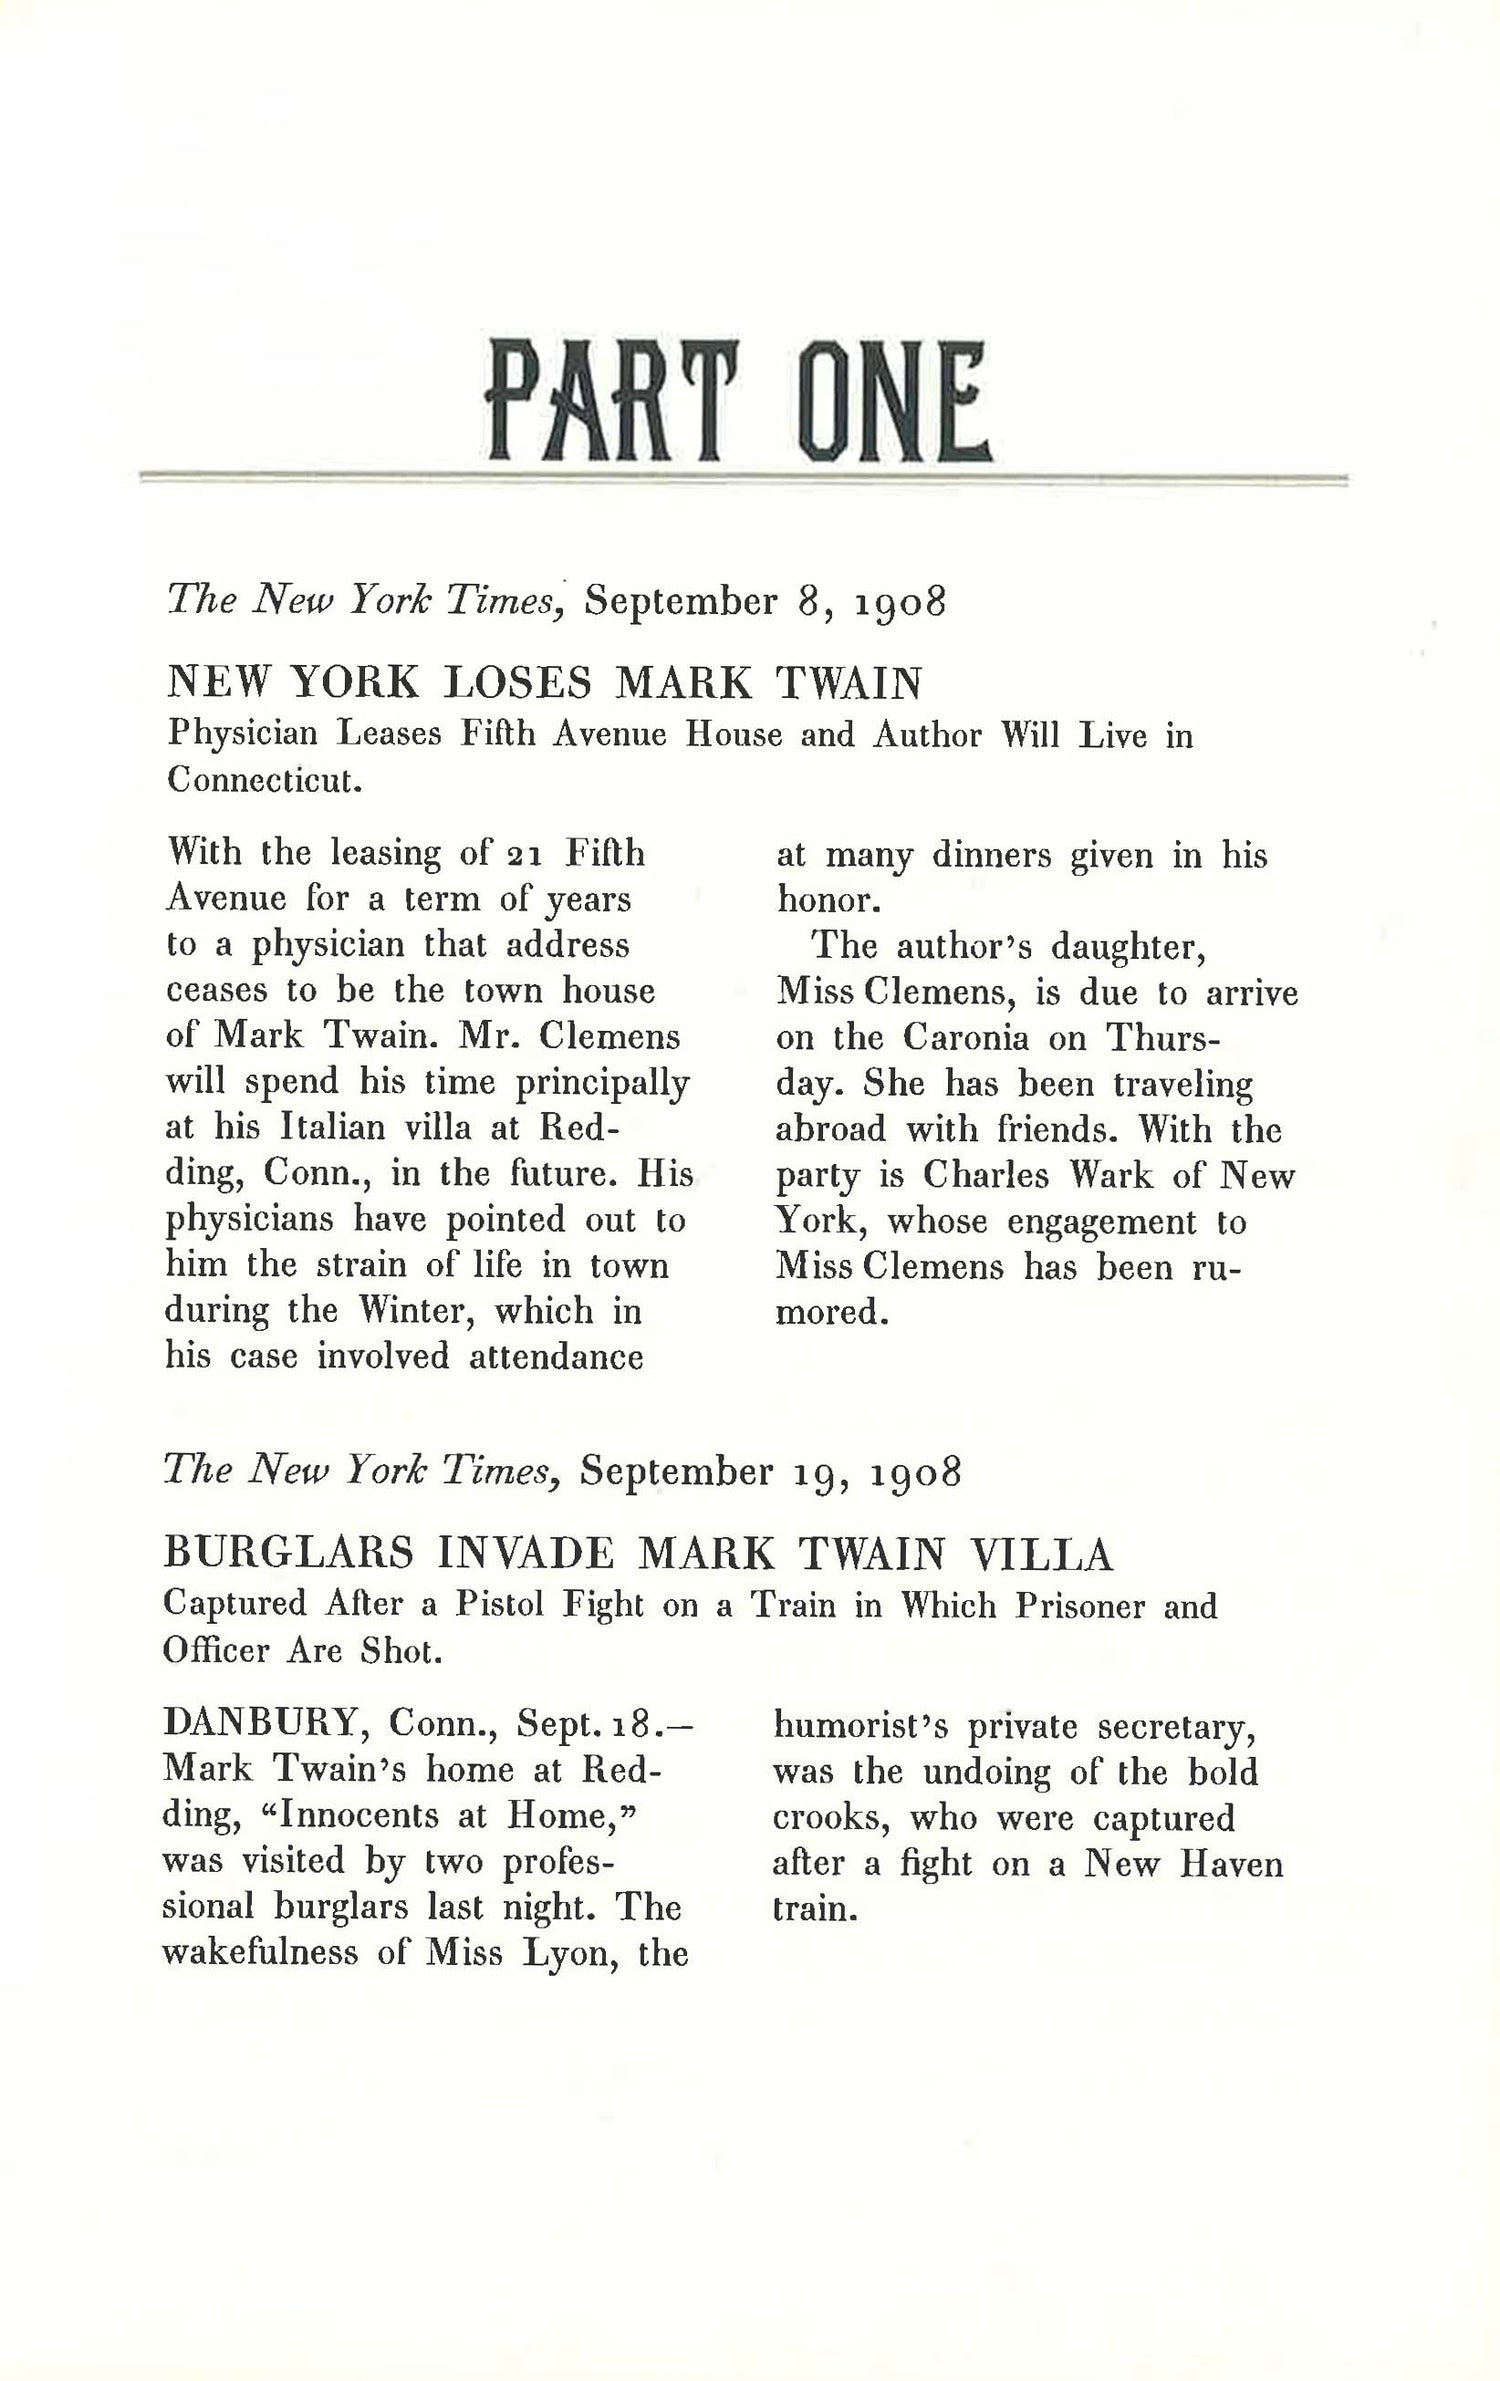 PART ONE
The New York Times, September 8, 1908
NEW YORK LOSES MARK TWAIN
Physician Leases Fifth Avenue House and Author Will Live in
Connecticut.
With the leasing of 21 Fifth
Avenue for a term of years
to a physician that address
ceases to be the town house
of Mark Twain. Mr. Clemens
will spend his time principally
at his Italian villa at Red-
ding, Conn., in the future. His
physicians have pointed out to
him the strain of life in town
during the Winter, which in
his case involved attendance
at many dinners given in his
honor.
The author's daughter,
Miss Clemens, is due to arrive
on the Caronia on Thurs-
day. She has been traveling
abroad with friends. With the
party is Charles Wark of New
York, whose engagement to
Miss Clemens has been ru-
mored.
The New York Times, September 19, 1908
BURGLARS INVADE MARK TWAIN VILLA
Captured After a Pistol Fight on a Train in Which Prisoner and
Officer Are Shot.
DANBURY, Conn., Sept. 18.—
Mark Twain's home at Red-
ding, “Innocents at Home,”
was visited by two profes-
sional burglars last night. The
wakefulness of Miss Lyon, the
humorist's private secretary,
was the undoing of the bold
crooks, who were captured
after a fight on a New Haven
train.